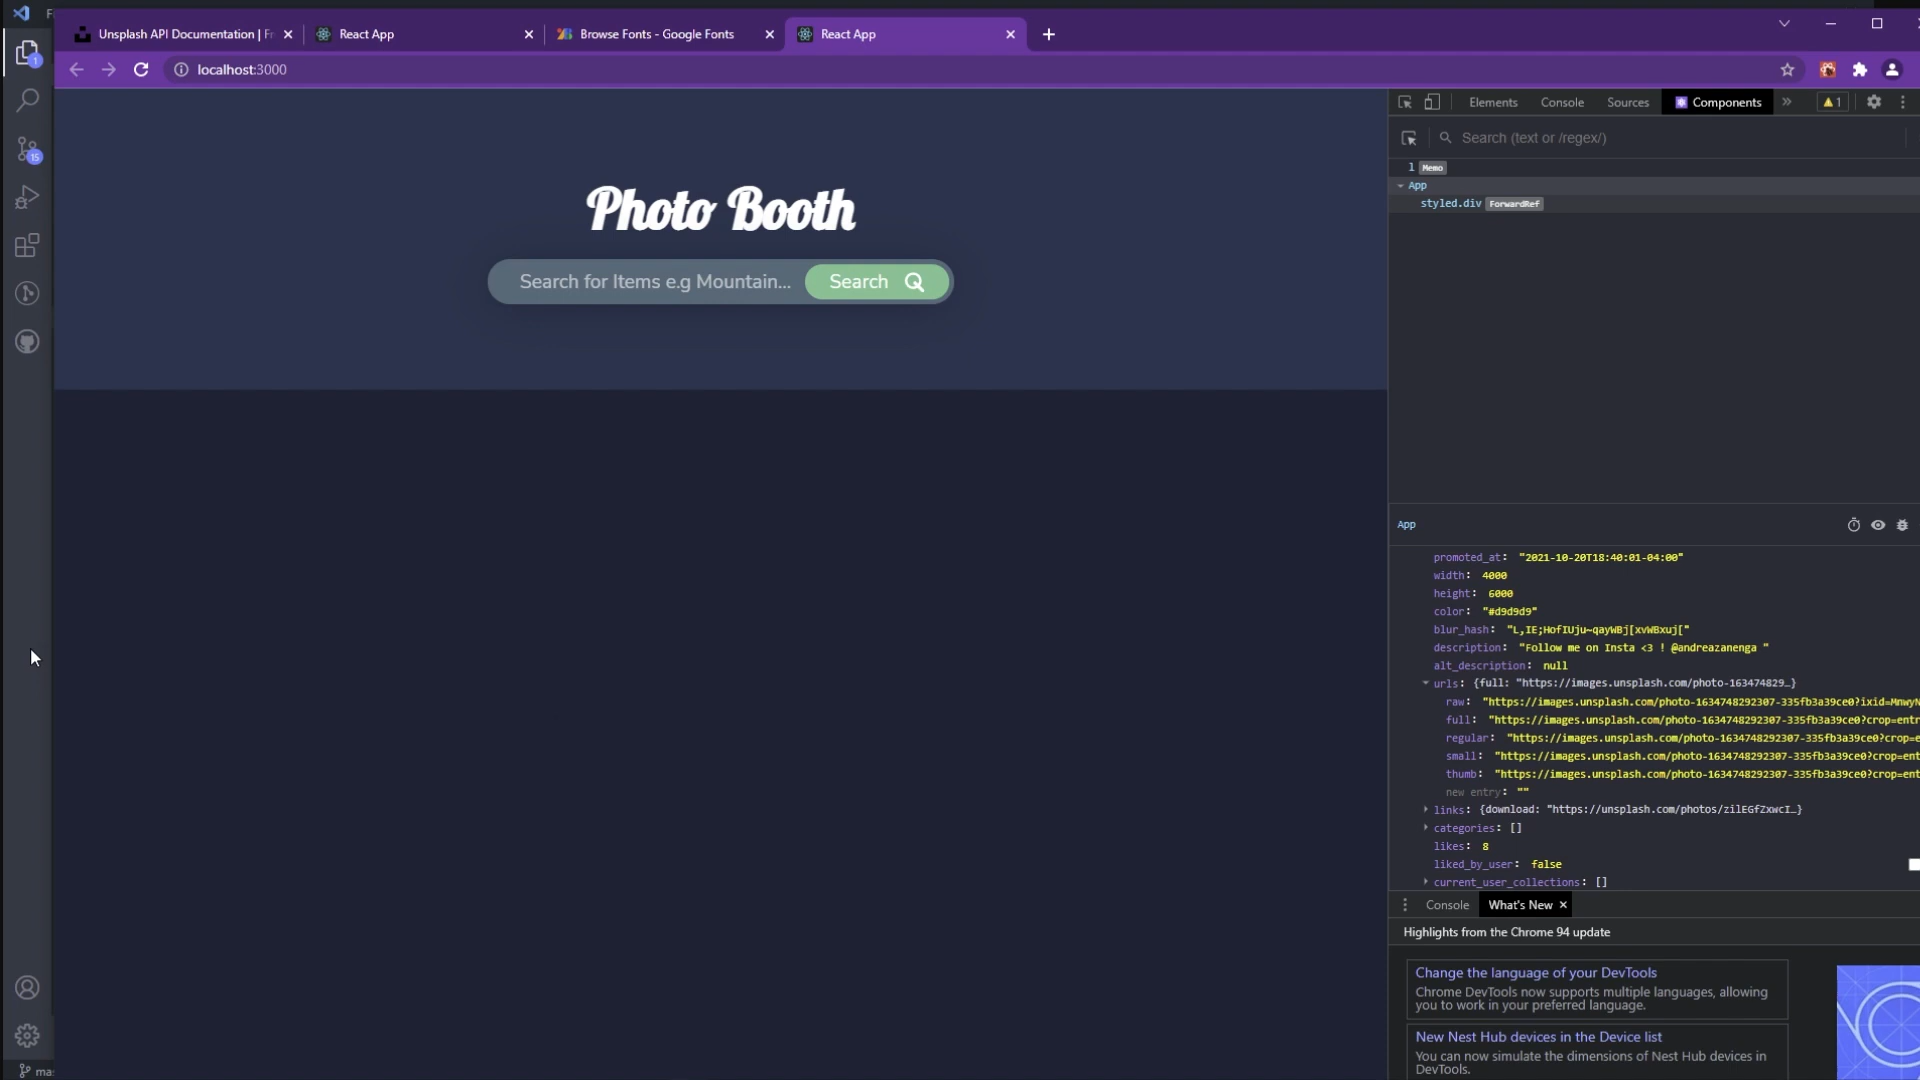 Unsplash API Documentation | Fr
React App
Browse Fonts - Google Fonts
React App
localhost:3000
1
15
mas
Photo Booth
Search for Items e.g Mountain...
Search
Elements
Console
Sources
Components
1
Search (text or /regex/)
l Memo
App
styled.div ForwardRef
App
promoted_at: "2021-10-20T18:40:01-04:00"
width: 4000
height: 6000
color: "#d9d9d9"
blur_hash: "L,IE;HofIUju~qayWBj[xvWBxuj["
description: "Follow me on Insta <3 ! @andreazanenga "
alt_description: null
urls: {full: "https://images.unsplash.com/photo-163474829…}
raw: "https://images.unsplash.com/photo-1634748292307-335fb3a39ce0?ixid=MnwyN
full: "https://images.unsplash.com/photo-1634748292307-335fb3a39ce0?crop=entr
regular: "https://images.unsplash.com/photo-1634748292307-335fb3a39ce0?crop=e
small: "https://images.unsplash.com/photo-1634748292307-335fb3a39ce0?crop=ent
thumb: "https://images.unsplash.com/photo-1634748292307-335fb3a39ce0?crop=ent
new entry: ""
links: {download: "https://unsplash.com/photos/zilEGfZxwcI…}
categories: []
likes: 8
liked_by_user: false
current_user_collections: []
Console
What's New
Highlights from the Chrome 94 update
Change the language of your DevTools
Chrome DevTools now supports multiple languages, allowing
you to work in your preferred language.
New Nest Hub devices in the Device list
You can now simulate the dimensions of Nest Hub devices in
DevTools.